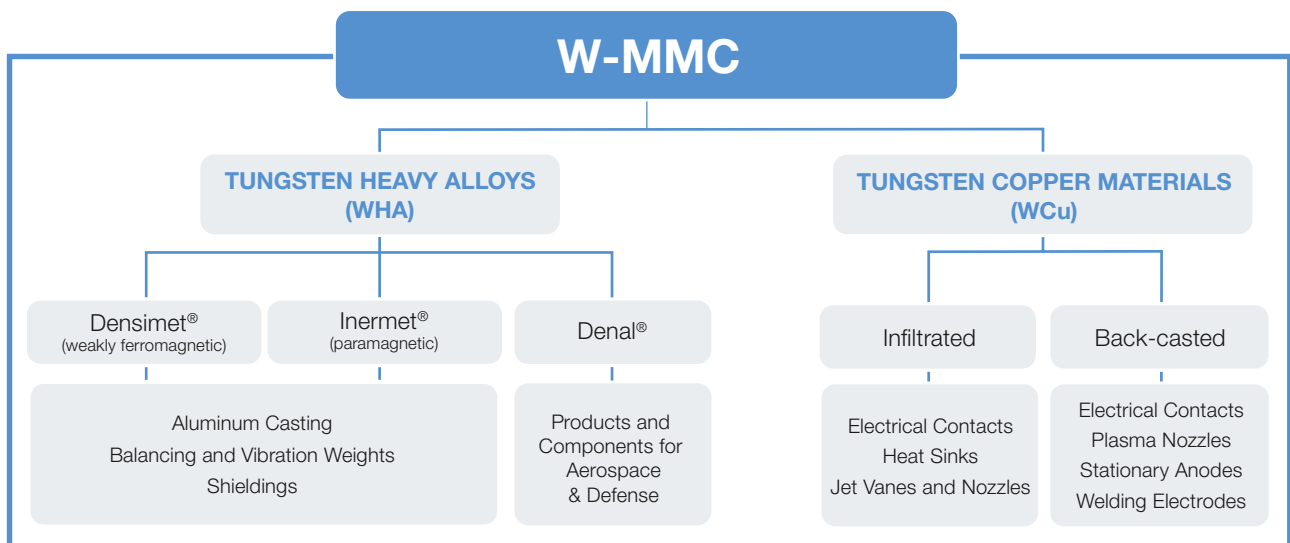 W-MMC
TUNGSTEN HEAVY ALLOYS
(WHA)
TUNGSTEN COPPER MATERIALS
(WCu)
Densimet®
(weakly ferromagnetic)
Inermet®
(paramagnetic)
Denal®
Infiltrated
Back-casted
Aluminum Casting
Balancing and Vibration Weights
Shieldings
Products and
Components for
Aerospace
& Defense
Electrical Contacts
Heat Sinks
Jet Vanes and Nozzles
Electrical Contacts
Plasma Nozzles
Stationary Anodes
Welding Electrodes